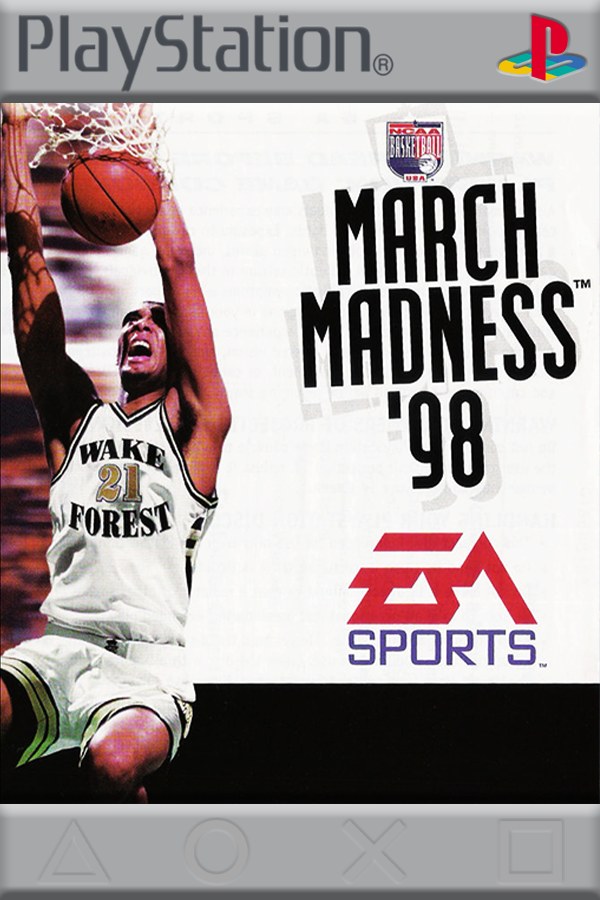 PlayStation®
NCAA
BASKETBALL
USA
MARCH
MADNESS™
'98
WAKE
21
FOREST
EA
SPORTS™